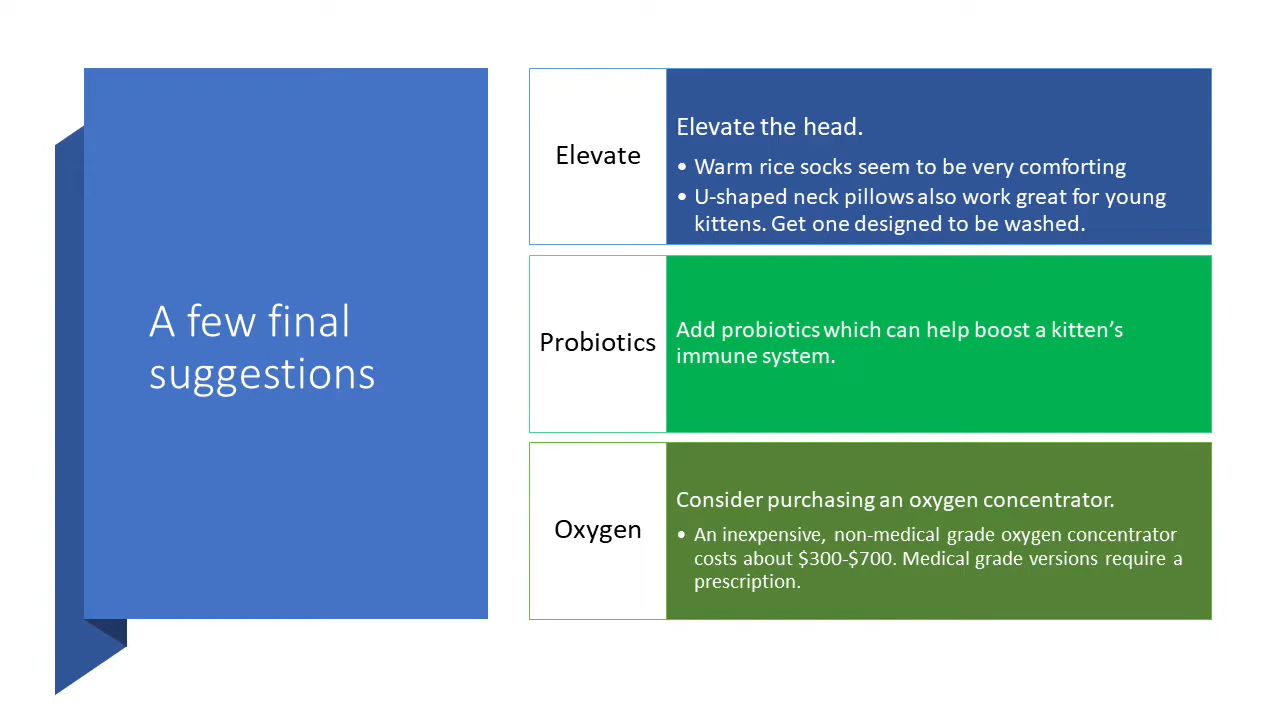 A few final
suggestions
Elevate
Elevate the head.
• Warm rice socks seem to be very comforting
• U-shaped neck pillows also work great for young
kittens. Get one designed to be washed.
Probiotics
Add probiotics which can help boost a kitten’s
immune system.
Oxygen
Consider purchasing an oxygen concentrator.
• An inexpensive, non-medical grade oxygen concentrator
costs about $300-$700. Medical grade versions require a
prescription.